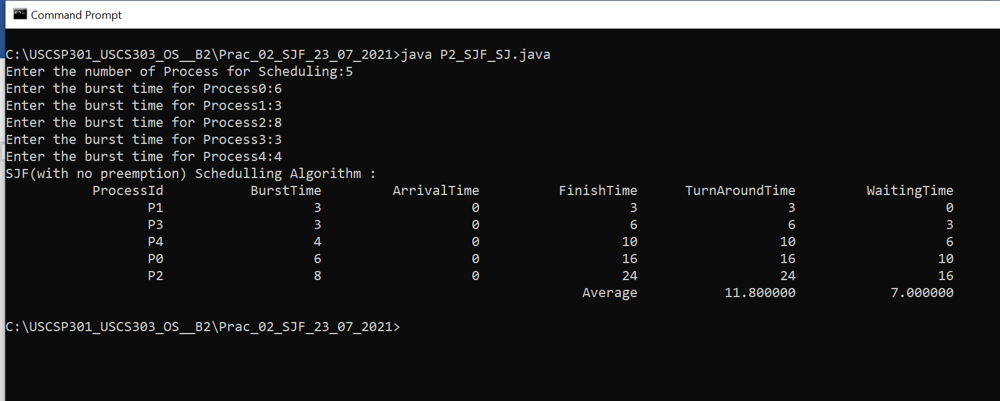 Command Prompt
C:\USCSP301_USCS303_OS__B2\Prac_02_SJF_23_07_2021>java P2_SJF_SJ.java
Enter the number of Process for Scheduling:5
Enter the burst time for Process0:6
Enter the burst time for Process1:3
Enter the burst time for Process2:8
Enter the burst time for Process3:3
Enter the burst time for Process4:4
SJF(with no preemption) Schedulling Algorithm :
ProcessId BurstTime ArrivalTime FinishTime TurnAroundTime WaitingTime
P1 3 0 3 3 0
P3 3 0 6 6 3
P4 4 0 10 10 6
P0 6 0 16 16 10
P2 8 0 24 24 16
Average 11.800000 7.000000
C:\USCSP301_USCS303_OS__B2\Prac_02_SJF_23_07_2021>